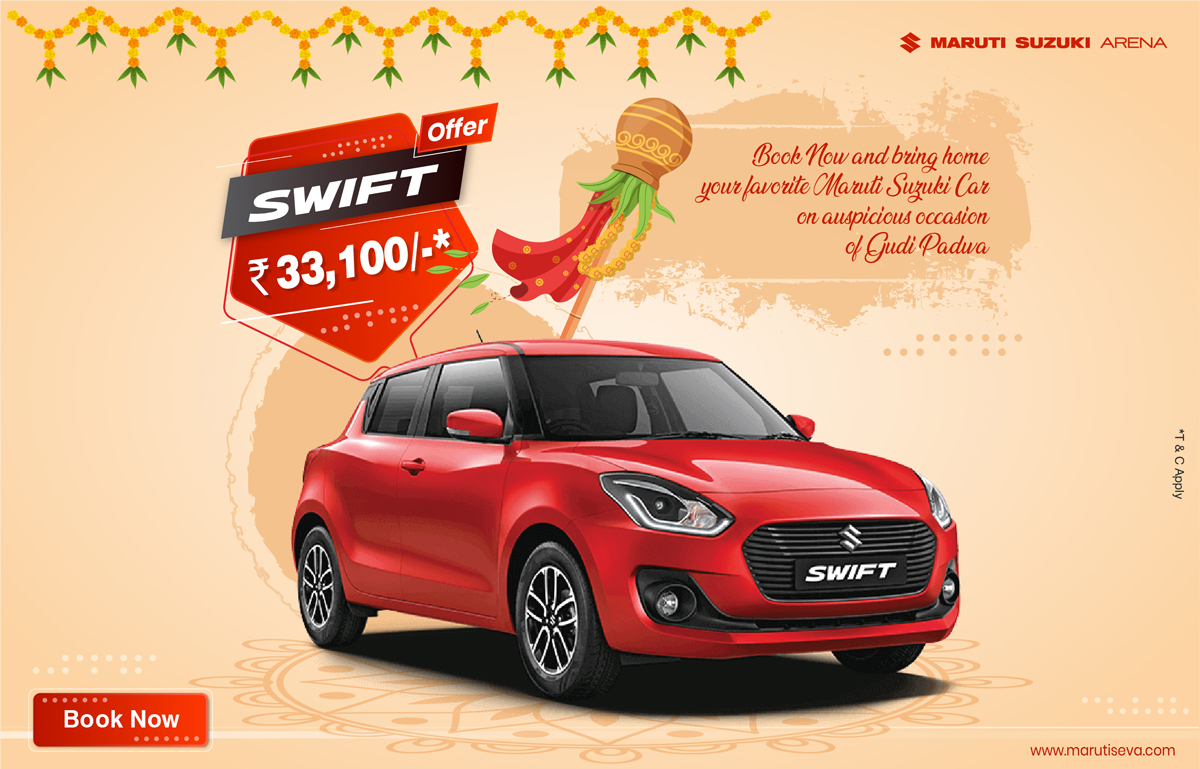 MARUTI SUZUKI ARENA
Offer
SWIFT
₹ 33,100/-*
Book Now and bring home
your favorite Maruti Suzuki Car
on auspicious occasion
of Gudi Padwa
*T & C Apply
SWIFT
Book Now
www.marutiseva.com